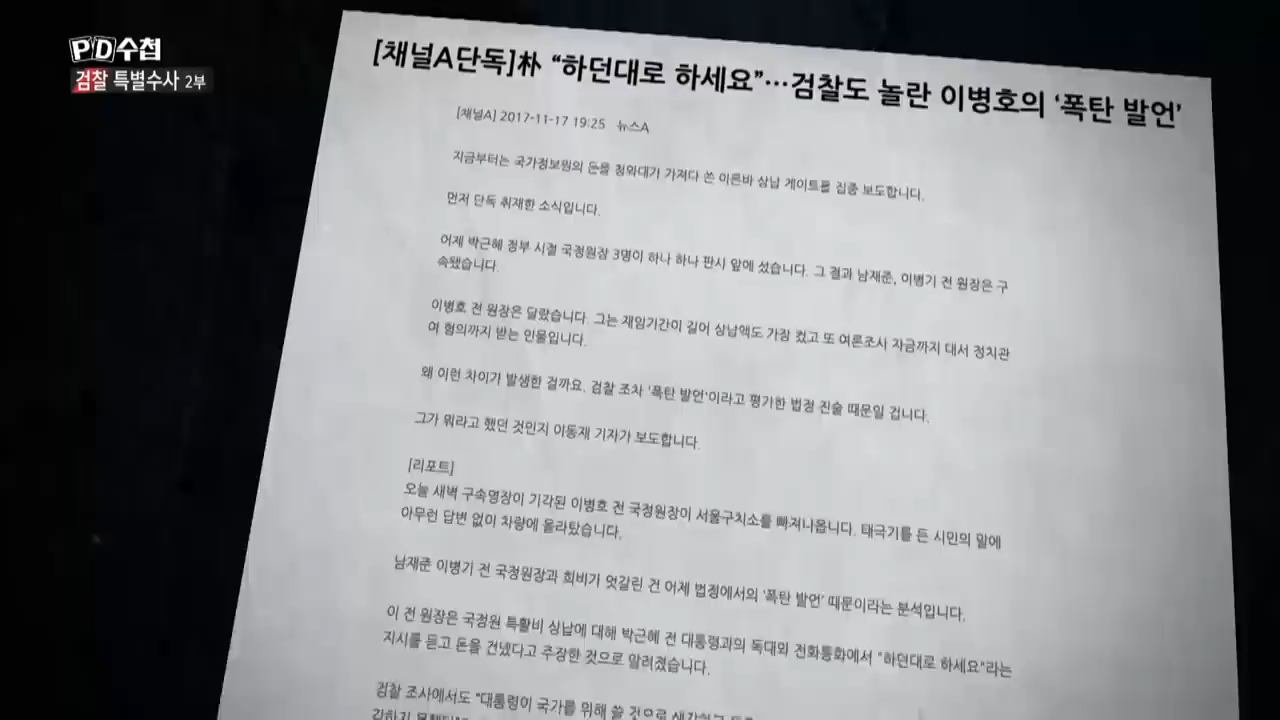 PD수첩
검찰 특별수사 2부
[채널A단독]朴 “하던대로 하세요”…검찰도 놀란 이병호의 ‘폭탄 발언’
[채널A] 2017-11-17 19:25 뉴스A
지금부터는 국가정보원의 돈을 청와대가 가져다 쓴 이른바 상납 게이트를 집중 보도합니다.
먼저 단독 취재한 소식입니다.
어제 박근혜 정부 시절 국정원장 3명이 하나 하나 판사 앞에 섰습니다. 그 결과 남재준, 이병기 전 원장은 구
속됐습니다.
이병호 전 원장은 달랐습니다. 그는 재임기간이 길어 상납액도 가장 컸고 또 여론조사 자금까지 대서 정치관
여 혐의까지 받는 인물입니다.
왜 이런 차이가 발생한 걸까요. 검찰 조차 '폭탄 발언'이라고 평가한 법정 진술 때문일 겁니다.
그가 뭐라고 했던 것인지 이동재 기자가 보도합니다.
[리포트]
오늘 새벽 구속영장이 기각된 이병호 전 국정원장이 서울구치소를 빠져나옵니다. 태극기를 든 시민의 말에
아무런 답변 없이 차량에 올라탔습니다.
남재준 이병기 전 국정원장과 희비가 엇갈린 건 어제 법정에서의 '폭탄 발언' 때문이라는 분석입니다.
이 전 원장은 국정원 특활비 상납에 대해 박근혜 전 대통령과의 독대와 전화통화에서 "하던대로 하세요"라는
지시를 듣고 돈을 건넸다고 주장한 것으로 알려졌습니다.
검찰 조사에서도 "대통령이 국가를 위해 쓸 것으로 생각하고